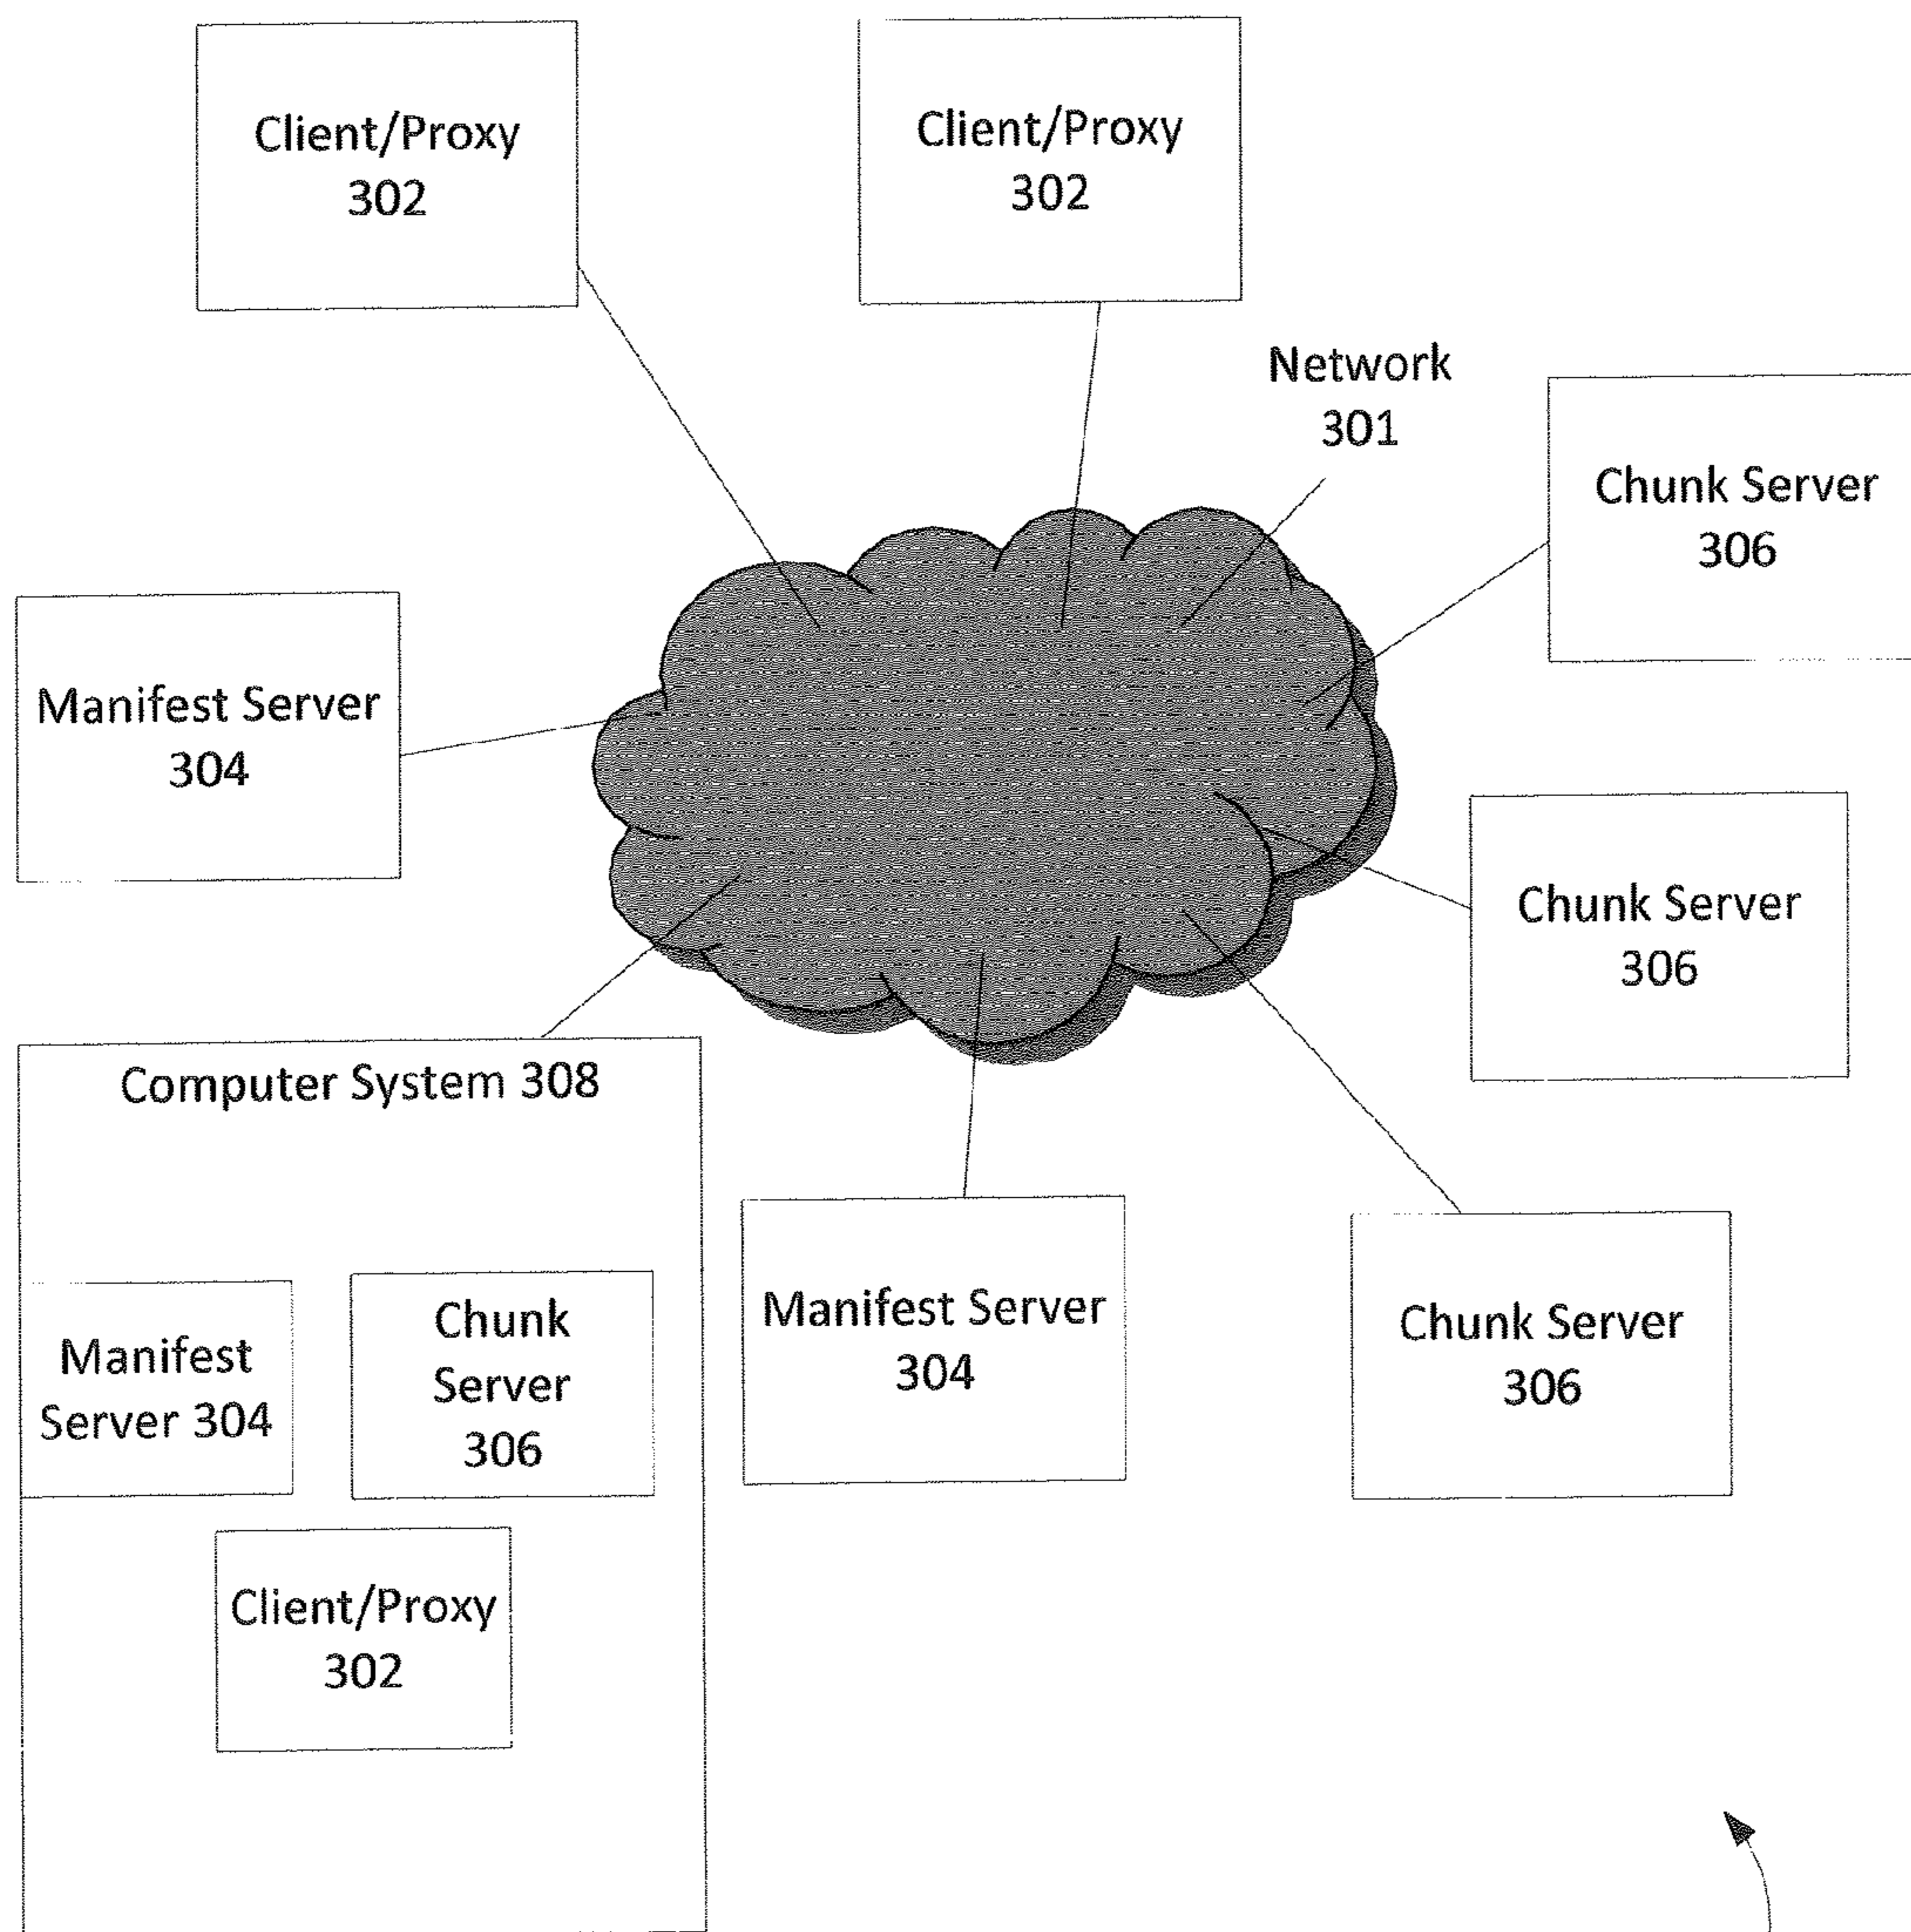 Client/Proxy
302
Client/Proxy
302
Network
301
Chunk Server
306
Manifest Server
304
Chunk Server
306
Computer System 308
Manifest Server
304
Chunk Server
306
Manifest
Server 304
Chunk
Server
306
Client/Proxy
302